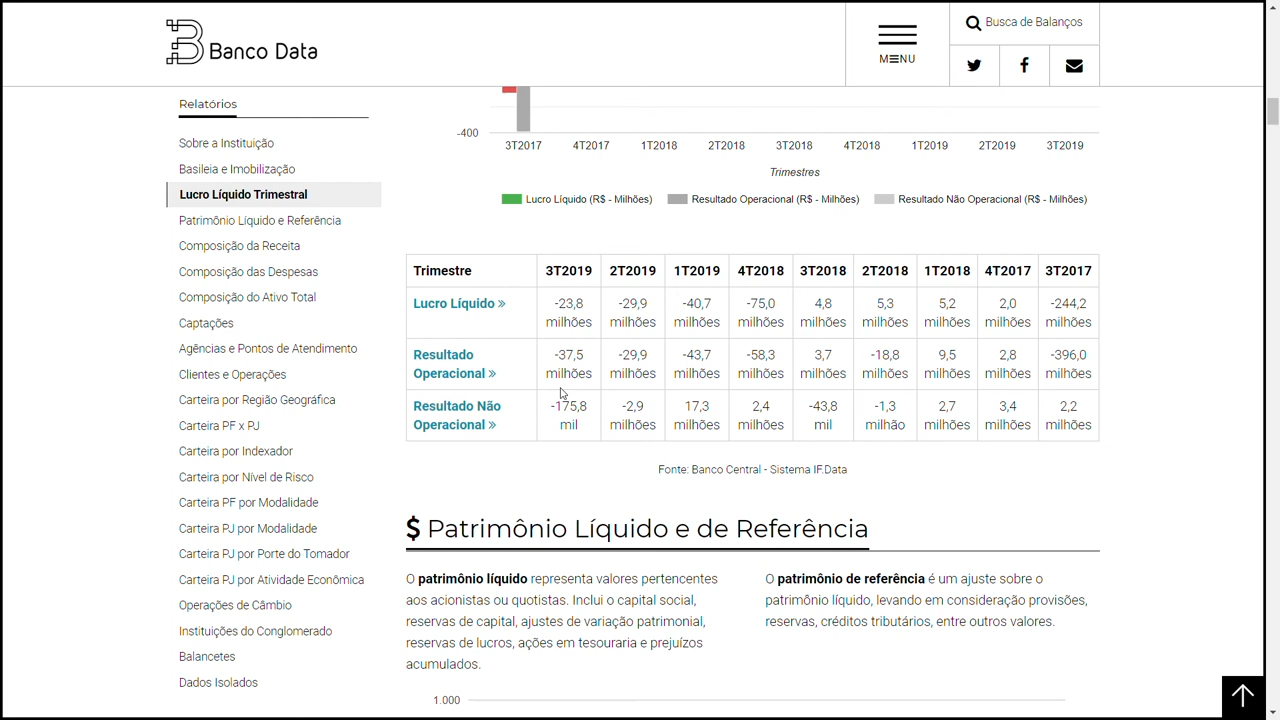 Banco Data
MENU
Busca de Balanços
Relatórios
Sobre a Instituição
Basileia e Imobilização
Lucro Líquido Trimestral
Patrimônio Líquido e Referência
Composição da Receita
Composição das Despesas
Composição do Ativo Total
Captações
Agências e Pontos de Atendimento
Clientes e Operações
Carteira por Região Geográfica
Carteira PF x PJ
Carteira por Indexador
Carteira por Nível de Risco
Carteira PF por Modalidade
Carteira PJ por Modalidade
Carteira PJ por Porte do Tomador
Carteira PJ por Atividade Econômica
Operações de Câmbio
Instituições do Conglomerado
Balancetes
Dados Isolados
-400
3T2017 4T2017 1T2018 2T2018 3T2018 4T2018 1T2019 2T2019 3T2019
Trimestres
Lucro Líquido (R$ - Milhões) Resultado Operacional (R$ - Milhões) Resultado Não Operacional (R$ - Milhões)
Trimestre 3T2019 2T2019 1T2019 4T2018 3T2018 2T2018 1T2018 4T2017 3T2017
Lucro Líquido » -23,8 -29,9 -40,7 -75,0 4,8 5,3 5,2 2,0 -244,2
milhões milhões milhões milhões milhões milhões milhões milhões milhões
Resultado -37,5 -29,9 -43,7 -58,3 3,7 -18,8 9,5 2,8 -396,0
Operacional » milhões milhões milhões milhões milhões milhões milhões milhões milhões
Resultado Não -175,8 -2,9 17,3 2,4 -43,8 -1,3 2,7 3,4 2,2
Operacional » mil milhões milhões milhões mil milhão milhões milhões milhões
Fonte: Banco Central - Sistema IF.Data
$ Patrimônio Líquido e de Referência
O patrimônio líquido representa valores pertencentes
aos acionistas ou quotistas. Inclui o capital social,
reservas de capital, ajustes de variação patrimonial,
reservas de lucros, ações em tesouraria e prejuízos
acumulados.
O patrimônio de referência é um ajuste sobre o
patrimônio líquido, levando em consideração provisões,
reservas, créditos tributários, entre outros valores.
1.000